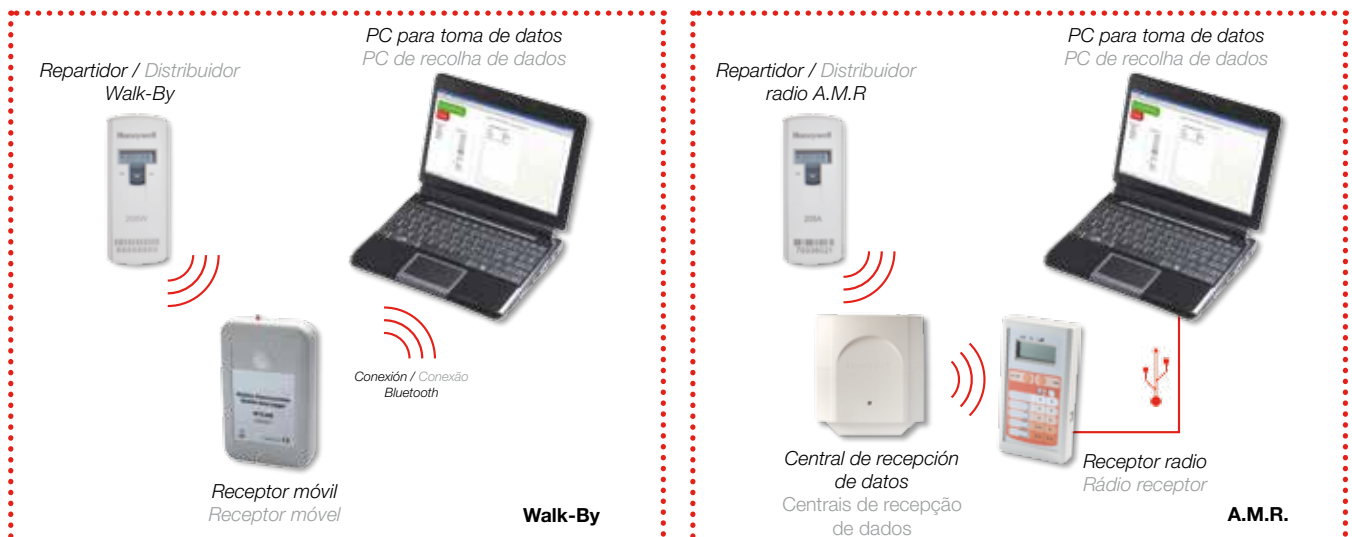 PC para toma de datos
PC de recolha de dados
Repartidor / Distribuidor
Walk-By
Honeywell
Conexión / Conexão
Bluetooth
Receptor móvil
Receptor móvel
Walk-By
PC para toma de datos
PC de recolha de dados
Repartidor / Distribuidor
radio A.M.R
Honeywell
Central de recepción
de datos
Centrais de recepção
de dados
Receptor radio
Rádio receptor
A.M.R.